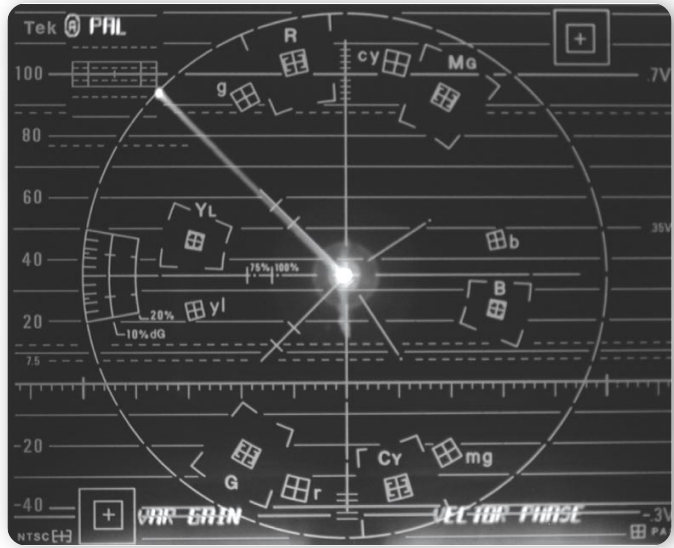 Tek PAL
R
cy
MG
100
.7V
g
80
60
YL
.35V
b
40
75% 100%
B
yl
20
20%
10%dG
7.5
-20
CY
mg
G
r
-40
VAR GAIN
VECTOR PHASE
-.3V
NTSC
PA